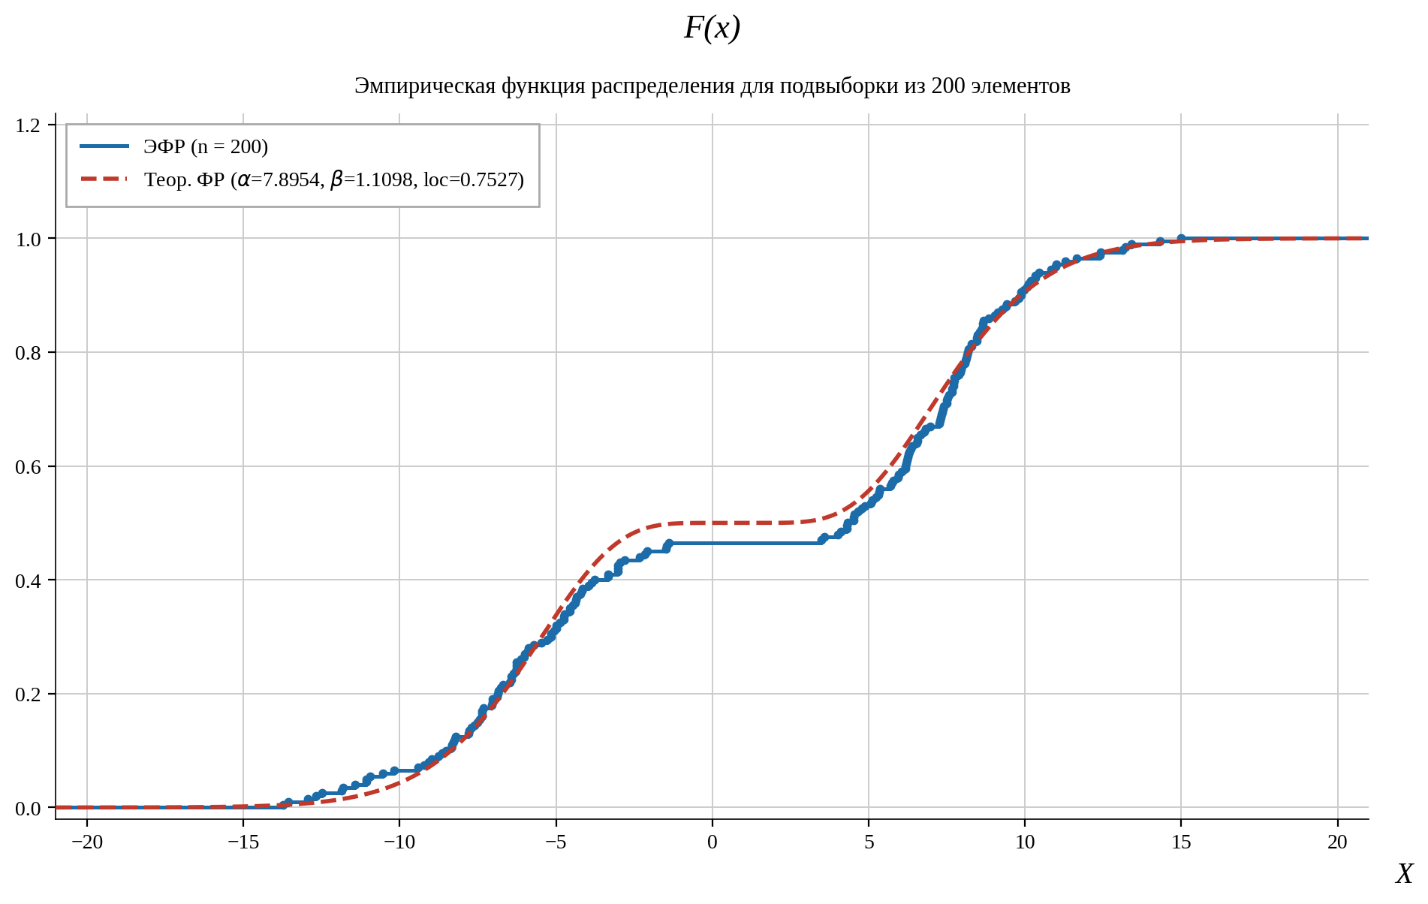 F(x)
Эмпирическая функция распределения для подвыборки из 200 элементов
ЭФР (n = 200)
Теор. ФР (α=7.8954, β=1.1098, loc=0.7527)
1.2
1.0
0.8
0.6
0.4
0.2
0.0
−20 −15 −10 −5 0 5 10 15 20
X